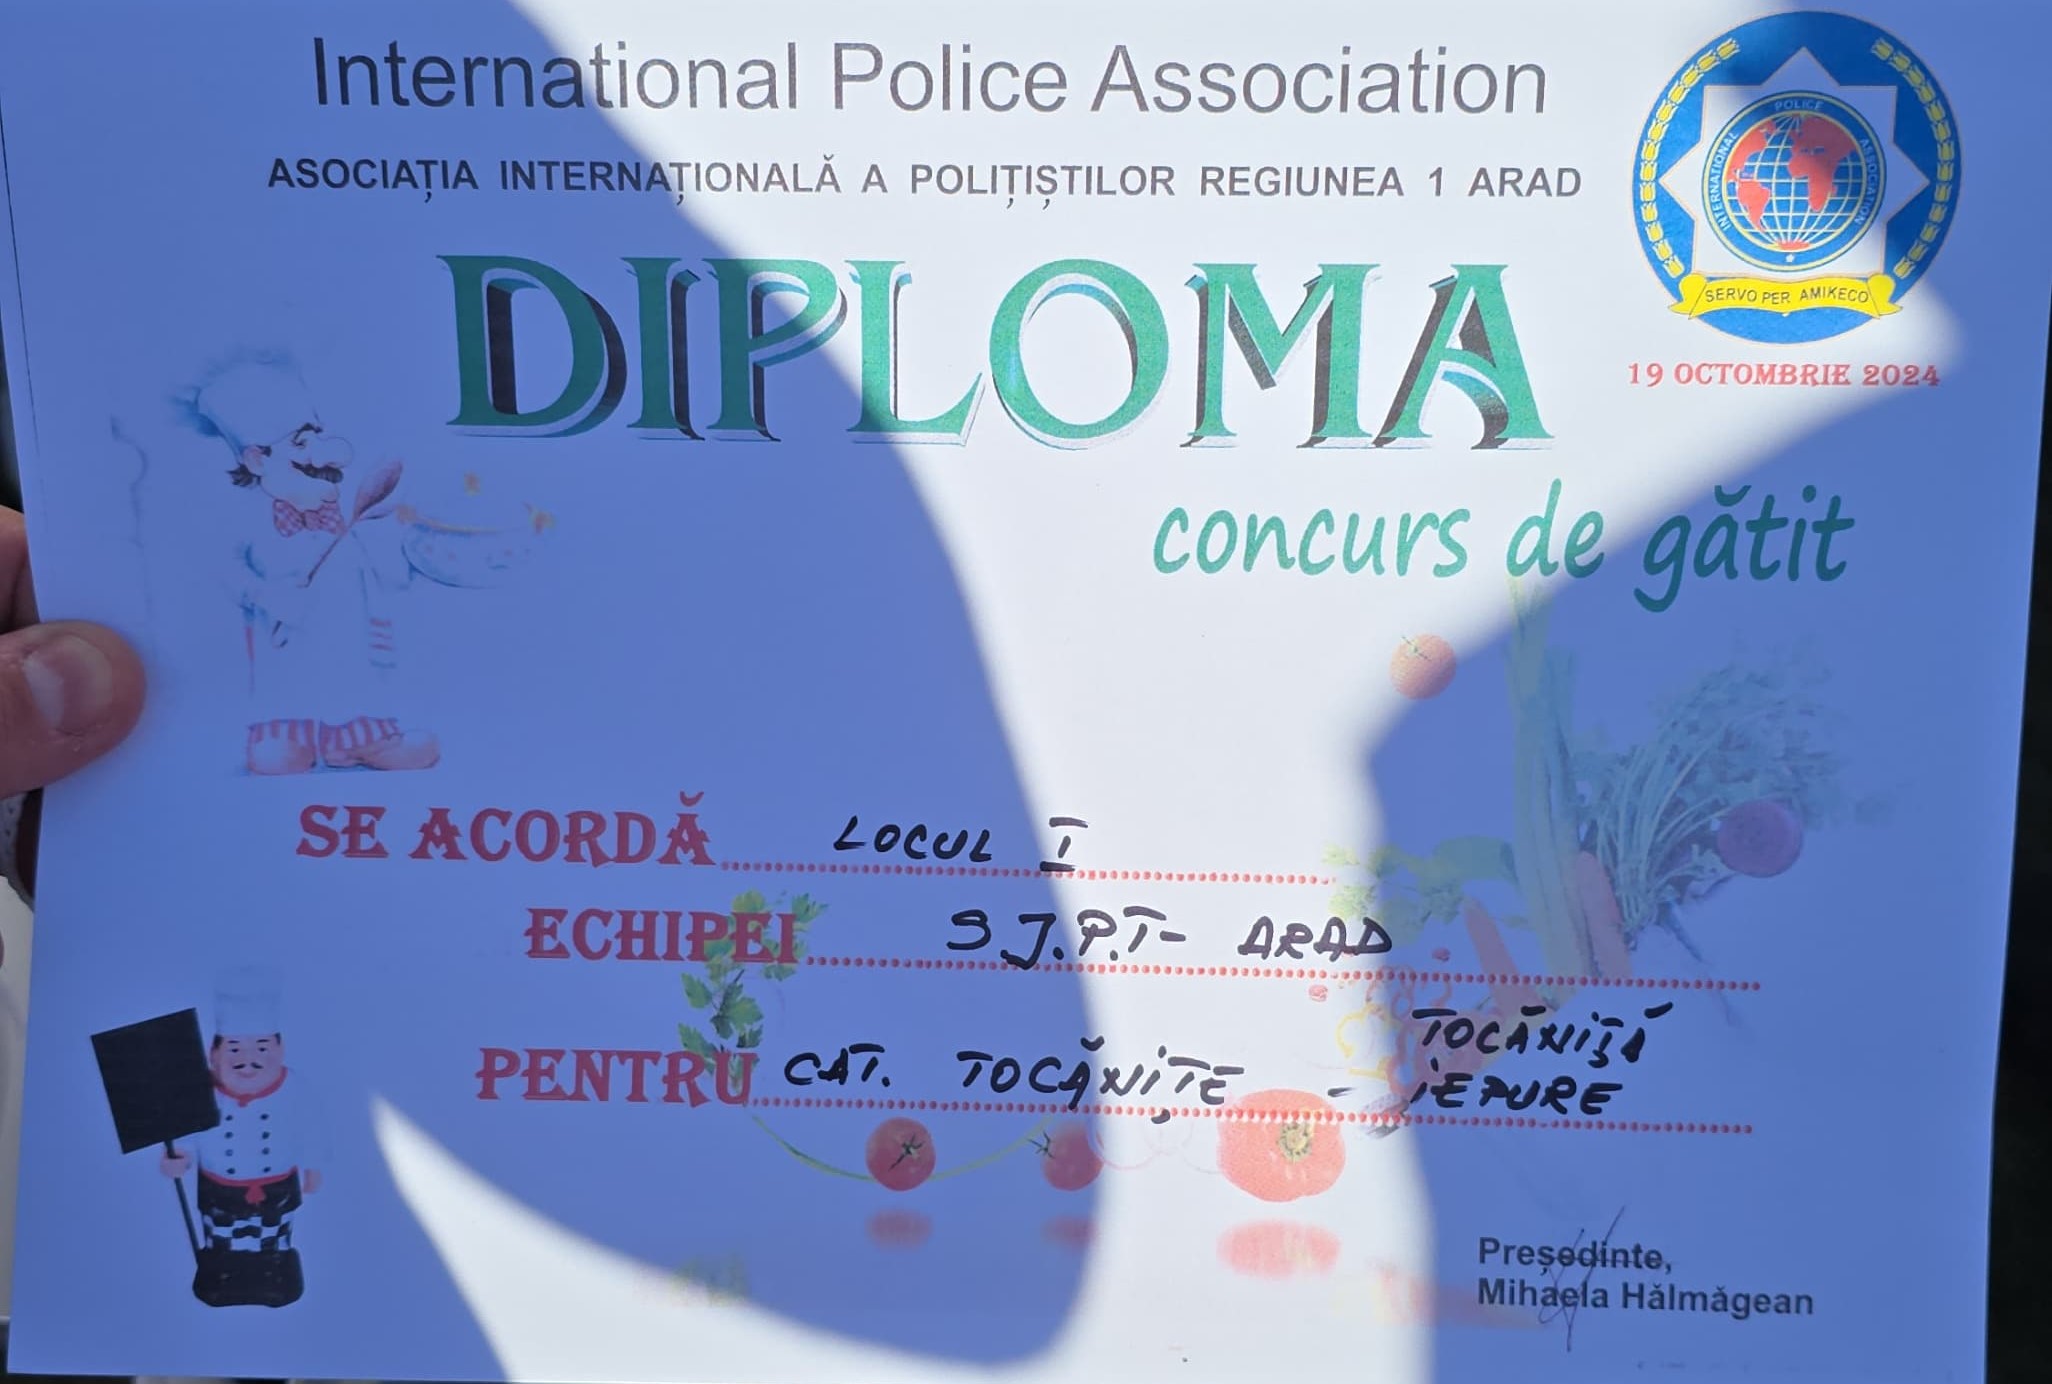 International Police Association
ASOCIAȚIA INTERNAȚIONALĂ A POLIȚIȘTILOR REGIUNEA 1 ARAD
INTERNATIONAL POLICE ASSOCIATION
SERVO PER AMIKECO
19 OCTOMBRIE 2024
DIPLOMA
concurs de gătit
SE ACORDĂ LOCUL I
ECHIPEI S.J.P.T- ARAD
PENTRU CAT. TOCĂNIȚE - TOCĂNIȚĂ
IEPURE
Președinte,
Mihaela Hălmăgean